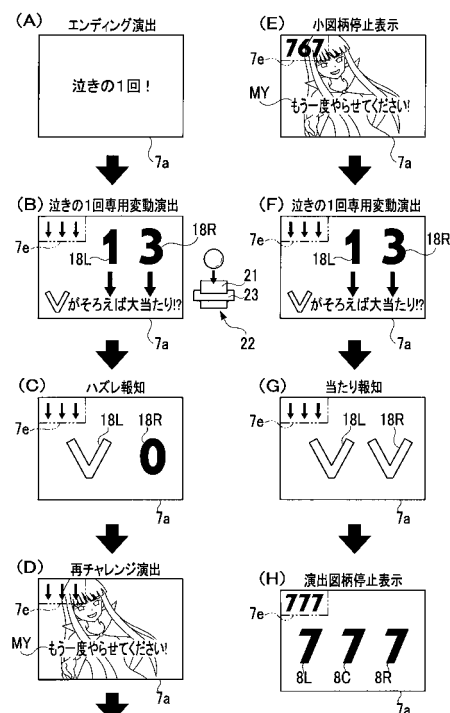 (A) エンディング演出
泣きの1回!
7a
(B) 泣きの1回専用変動演出
7e
1 3
18L
18R
Vがそろえば大当たり!?
7a
21
23
22
(C) ハズレ報知
7e
18L
18R
V 0
7a
(D) 再チャレンジ演出
7e
MY
もう一度やらせてください!
7a
(E) 小図柄停止表示
767
7e
MY
もう一度やらせてください!
7a
(F) 泣きの1回専用変動演出
7e
1 3
18L
18R
Vがそろえば大当たり!?
7a
(G) 当たり報知
7e
18L
18R
V V
7a
(H) 演出図柄停止表示
777
7e
7 7 7
8L 8C 8R
7a